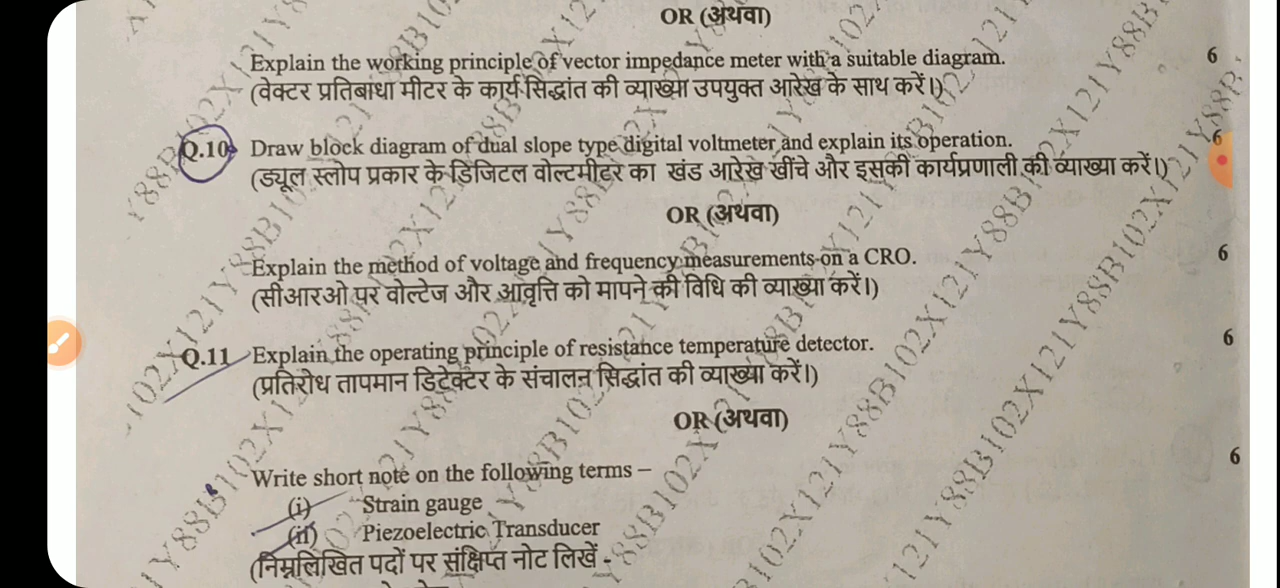 OR (अथवा)
Explain the working principle of vector impedance meter with a suitable diagram. 6
(वेक्टर प्रतिबाधा मीटर के कार्य सिद्धांत की व्याख्या उपयुक्त आरेख के साथ करें।)
Q.10 Draw block diagram of dual slope type digital voltmeter and explain its operation. 6
(ड्यूल स्लोप प्रकार के डिजिटल वोल्टमीटर का खंड आरेख खींचे और इसकी कार्यप्रणाली की व्याख्या करें।)
OR (अथवा)
Explain the method of voltage and frequency measurements on a CRO. 6
(सीआरओ पर वोल्टेज और आवृत्ति को मापने की विधि की व्याख्या करें।)
Q.11 Explain the operating principle of resistance temperature detector. 6
(प्रतिरोध तापमान डिटेक्टर के संचालन सिद्धांत की व्याख्या करें।)
OR (अथवा)
Write short note on the following terms – 6
(i) Strain gauge
(ii) Piezoelectric Transducer
(निम्नलिखित पदों पर संक्षिप्त नोट लिखें -